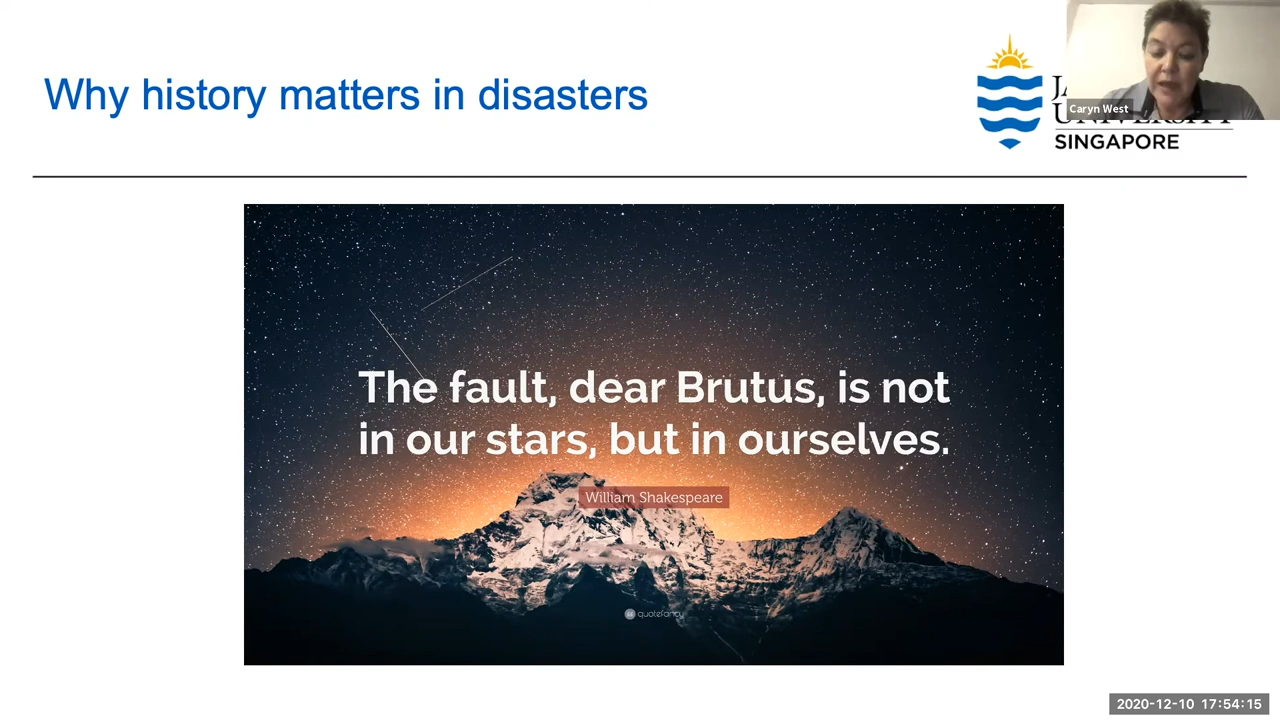 Why history matters in disasters
Caryn West
SINGAPORE
The fault, dear Brutus, is not
in our stars, but in ourselves.
William Shakespeare
quotefancy
2020-12-10 17:54:15